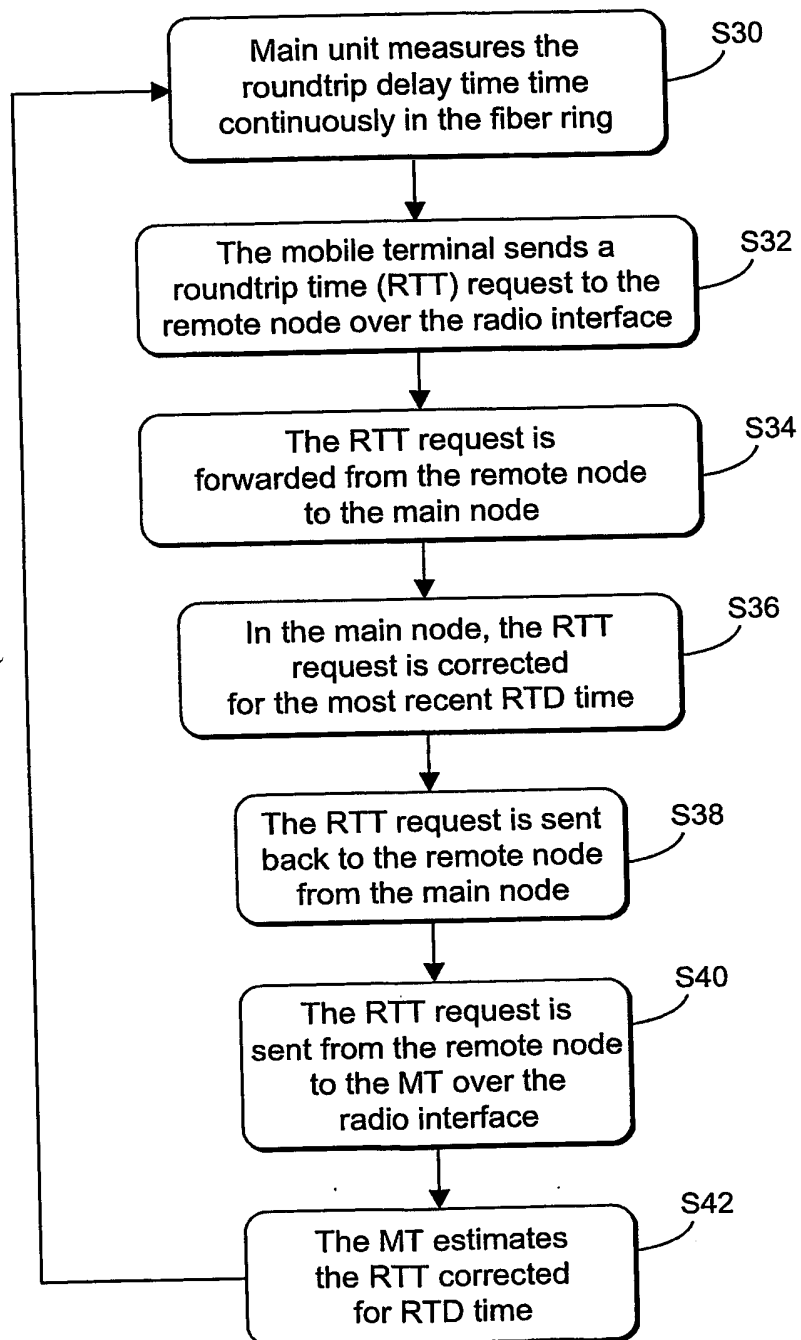 Main unit measures the
roundtrip delay time time
continuously in the fiber ring
S30
The mobile terminal sends a
roundtrip time (RTT) request to the
remote node over the radio interface
S32
The RTT request is
forwarded from the remote node
to the main node
S34
In the main node, the RTT
request is corrected
for the most recent RTD time
S36
The RTT request is sent
back to the remote node
from the main node
S38
The RTT request is
sent from the remote node
to the MT over the
radio interface
S40
The MT estimates
the RTT corrected
for RTD time
S42